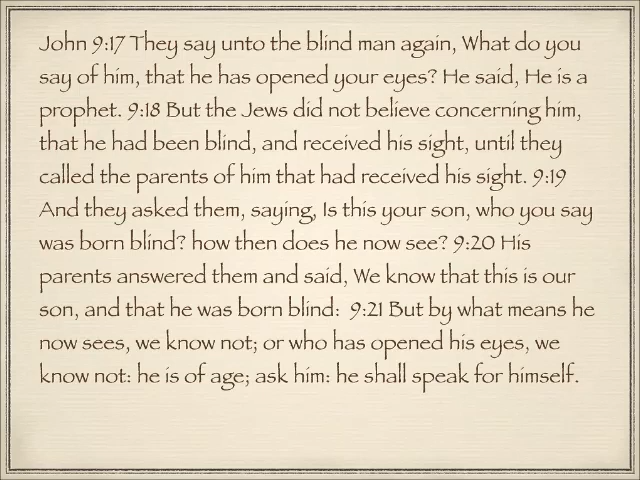 John 9:17 They say unto the blind man again, What do you
say of him, that he has opened your eyes? He said, He is a
prophet. 9:18 But the Jews did not believe concerning him,
that he had been blind, and received his sight, until they
called the parents of him that had received his sight. 9:19
And they asked them, saying, Is this your son, who you say
was born blind? how then does he now see? 9:20 His
parents answered them and said, We know that this is our
son, and that he was born blind:  9:21 But by what means he
now sees, we know not; or who has opened his eyes, we
know not: he is of age; ask him: he shall speak for himself.